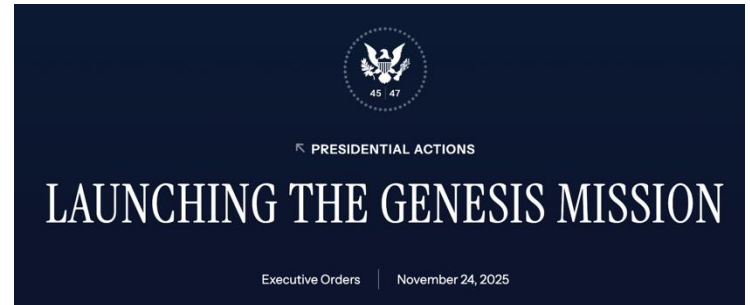 45 | 47
PRESIDENTIAL ACTIONS
LAUNCHING THE GENESIS MISSION
Executive Orders | November 24, 2025